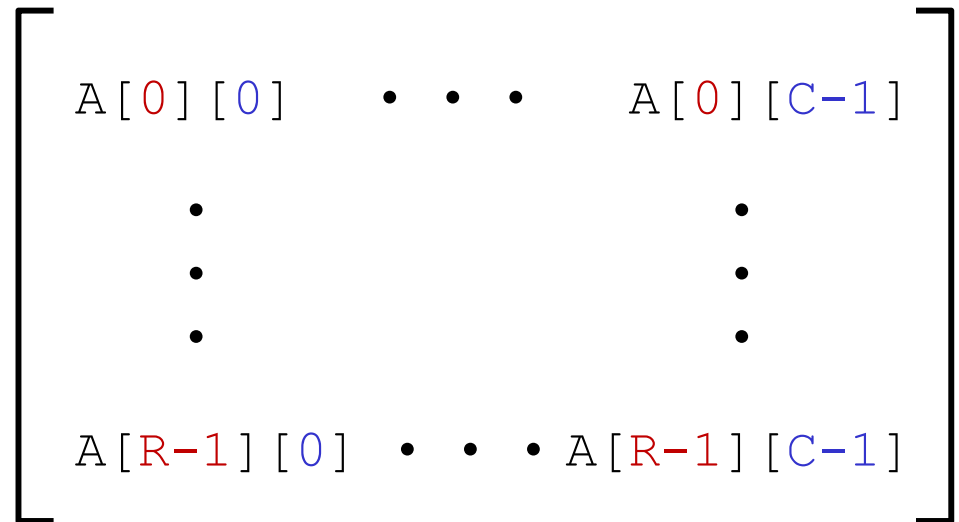 A[0][0] • • • A[0][C-1]
• •
• •
• •
A[R-1][0] • • • A[R-1][C-1]